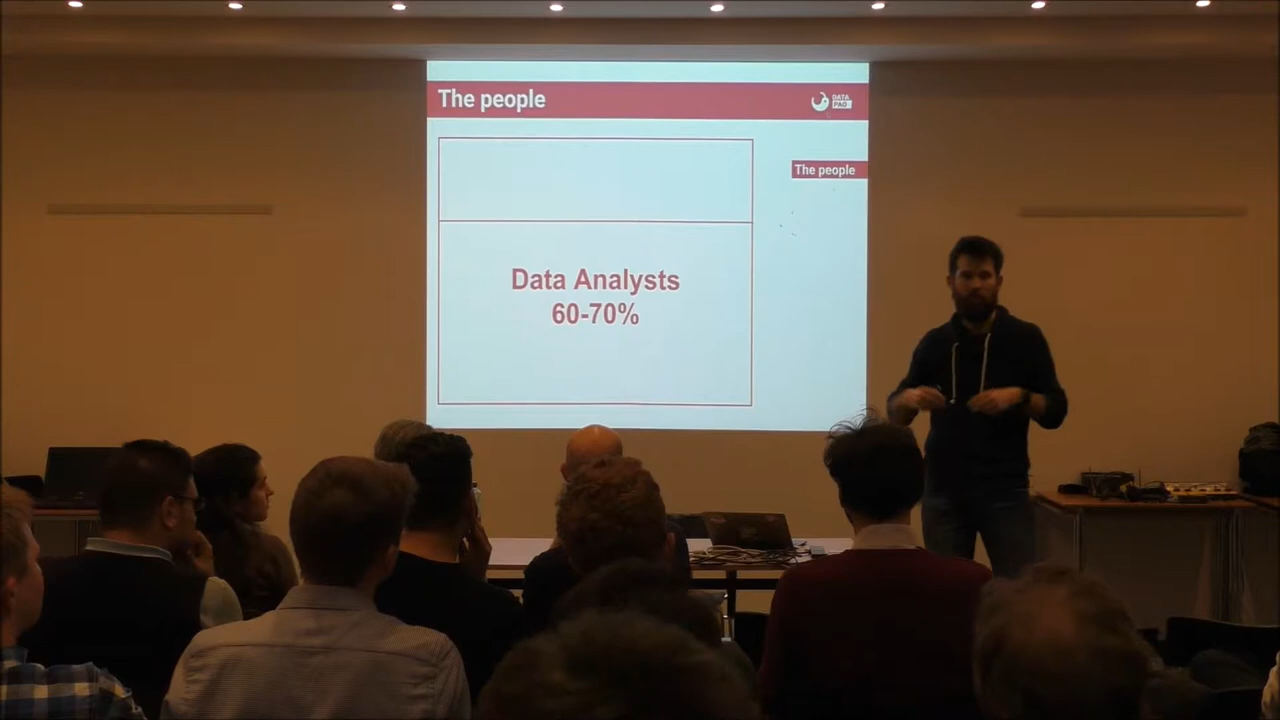 The people
DATA
PAO
The people
Data Analysts
60-70%